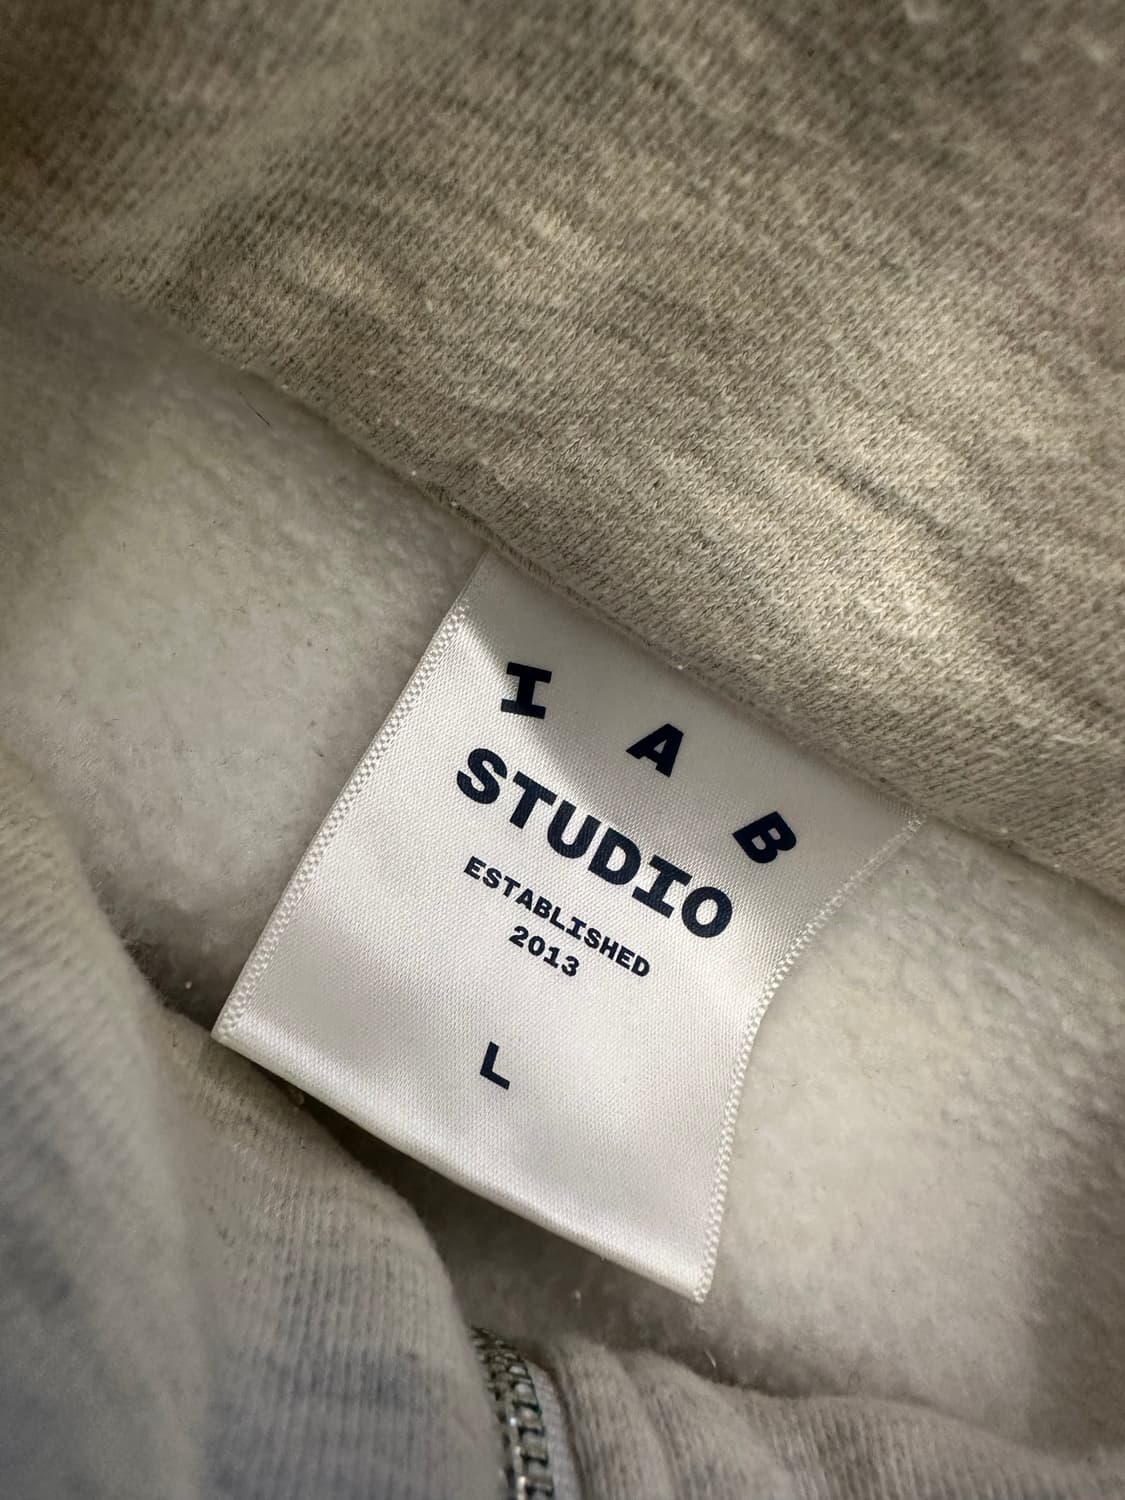 I A B
STUDIO
ESTABLISHED
2013
L